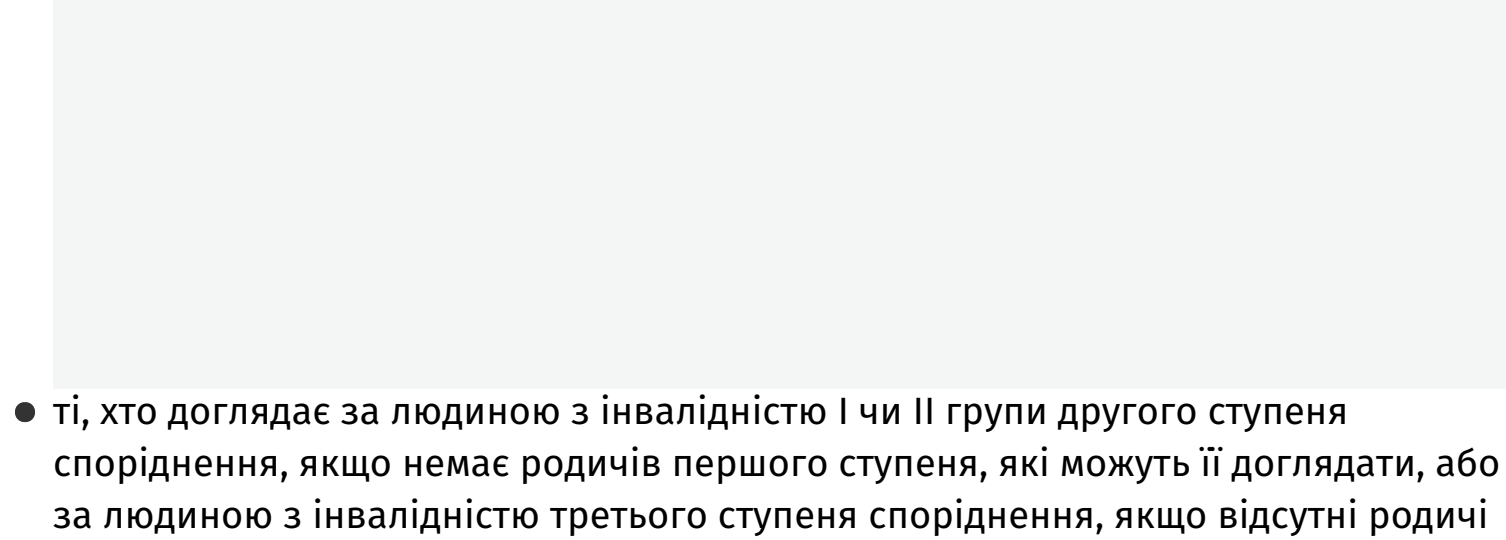 ● ті, хто доглядає за людиною з інвалідністю І чи ІІ групи другого ступеня
споріднення, якщо немає родичів першого ступеня, які можуть її доглядати, або
за людиною з інвалідністю третього ступеня споріднення, якщо відсутні родичі